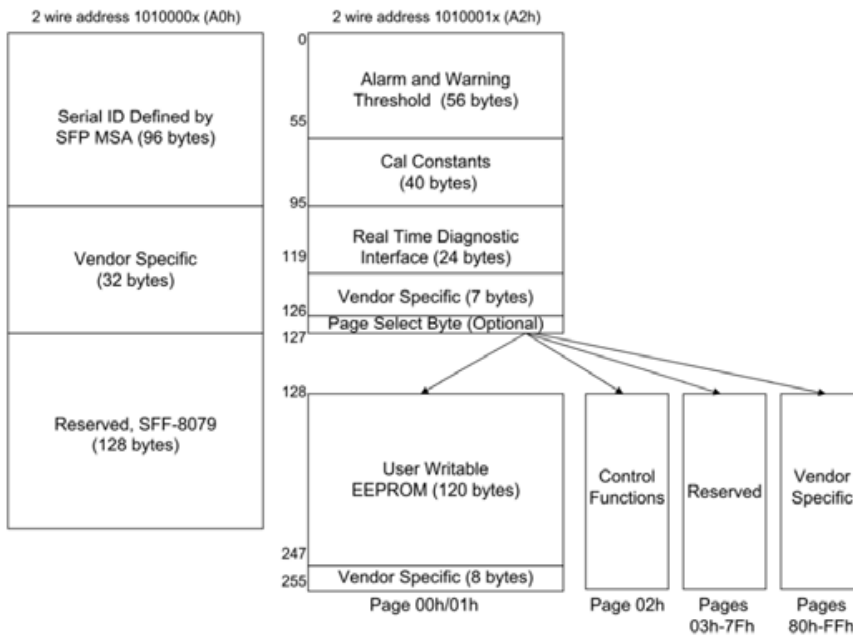 2 wire address 1010000x (A0h)
Serial ID Defined by
SFP MSA (96 bytes)
Vendor Specific
(32 bytes)
Reserved, SFF-8079
(128 bytes)
2 wire address 1010001x (A2h)
0
Alarm and Warning
Threshold (56 bytes)
55
Cal Constants
(40 bytes)
95
Real Time Diagnostic
Interface (24 bytes)
119
Vendor Specific (7 bytes)
126
Page Select Byte (Optional)
127
128
User Writable
EEPROM (120 bytes)
247
Vendor Specific (8 bytes)
255
Page 00h/01h
Control
Functions
Page 02h
Reserved
Pages
03h-7Fh
Vendor
Specific
Pages
80h-FFh